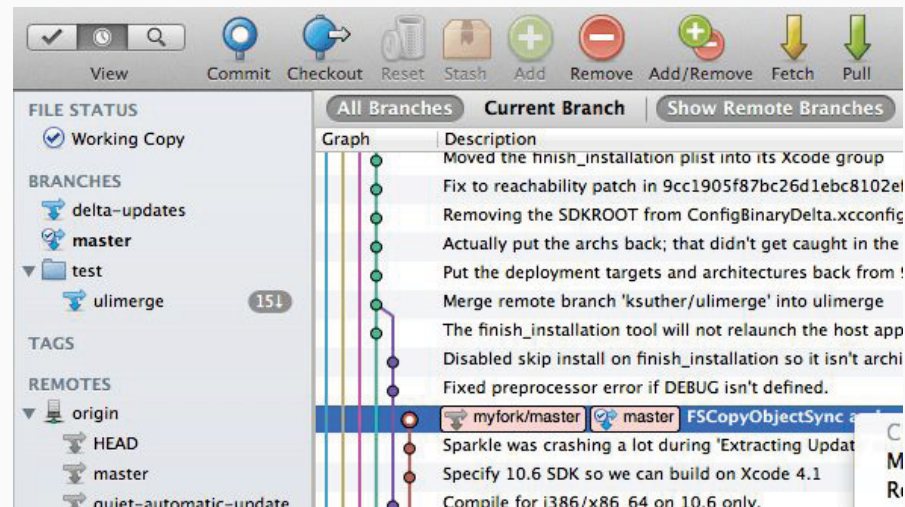 View Commit Checkout Reset Stash Add Remove Add/Remove Fetch Pull
FILE STATUS
Working Copy
BRANCHES
delta-updates
master
test
ulimerge 15↓
TAGS
REMOTES
origin
HEAD
master
quiet-automatic-update
All Branches Current Branch Show Remote Branches
Graph Description
Moved the finish_installation plist into its Xcode group
Fix to reachability patch in 9cc1905f87bc26d1ebc8102ef
Removing the SDKROOT from ConfigBinaryDelta.xcconfig
Actually put the archs back; that didn't get caught in the
Put the deployment targets and architectures back from
Merge remote branch 'ksuther/ulimerge' into ulimerge
The finish_installation tool will not relaunch the host app
Disabled skip install on finish_installation so it isn't archi
Fixed preprocessor error if DEBUG isn't defined.
myfork/master master FSCopyObjectSync
Sparkle was crashing a lot during 'Extracting Updat
Specify 10.6 SDK so we can build on Xcode 4.1
Compile for i386/x86_64 on 10.6 only.
C
M
R